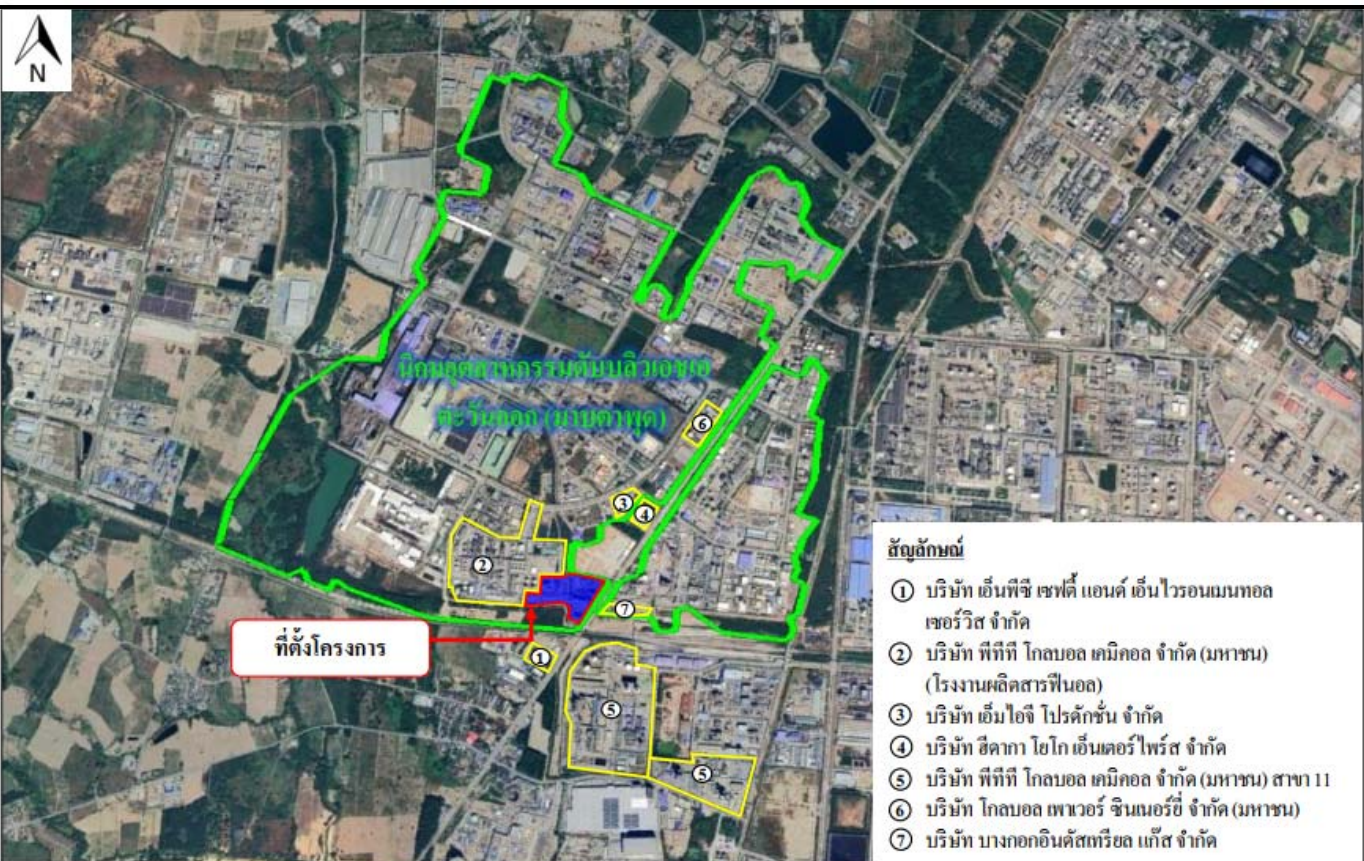 N
นิคมอุตสาหกรรมดับบลิวเอชเอ
ตะวันออก (มาบตาพุด)
6
3
4
2
7
ที่ตั้งโครงการ
1
5
5
สัญลักษณ์
1 บริษัท เอ็นพีซี เซฟตี้ แอนด์ เอ็นไวรอนเมนทอล
เซอร์วิส จำกัด
2 บริษัท พีทีที โกลบอล เคมิคอล จำกัด (มหาชน)
(โรงงานผลิตสารฟีนอล)
3 บริษัท เอ็มไอจี โปรดักชั่น จำกัด
4 บริษัท ฮีดากา โยโก เอ็นเตอร์ไพร์ส จำกัด
5 บริษัท พีทีที โกลบอล เคมิคอล จำกัด (มหาชน) สาขา 11
6 บริษัท โกลบอล เพาเวอร์ ซินเนอร์ยี่ จำกัด (มหาชน)
7 บริษัท บางกอกอินดัสเทรียล แก๊ส จำกัด